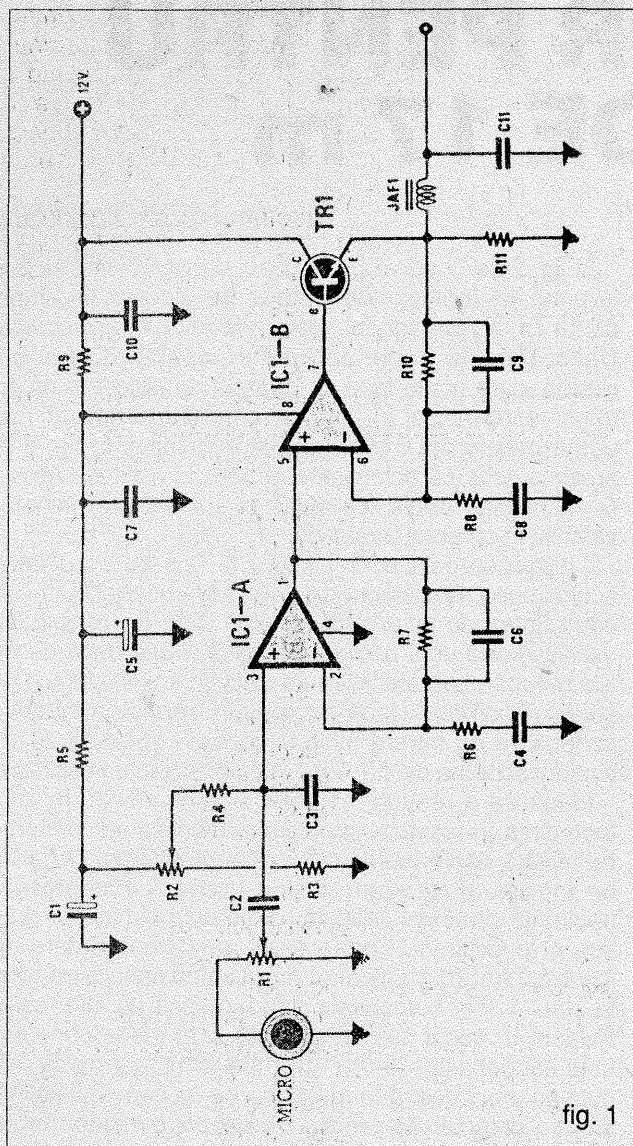 12V.
C11
JAF1
TR1
C
E
B
R11
C10
R9
IC1-B
8
7
R10
C9
5
+
6
-
R8
C8
C7
C5
+
IC1-A
1
4
R7
C6
3
+
2
-
R6
C4
R5
R4
C3
R2
R3
C1
+
C2
R1
MICRO
fig. 1